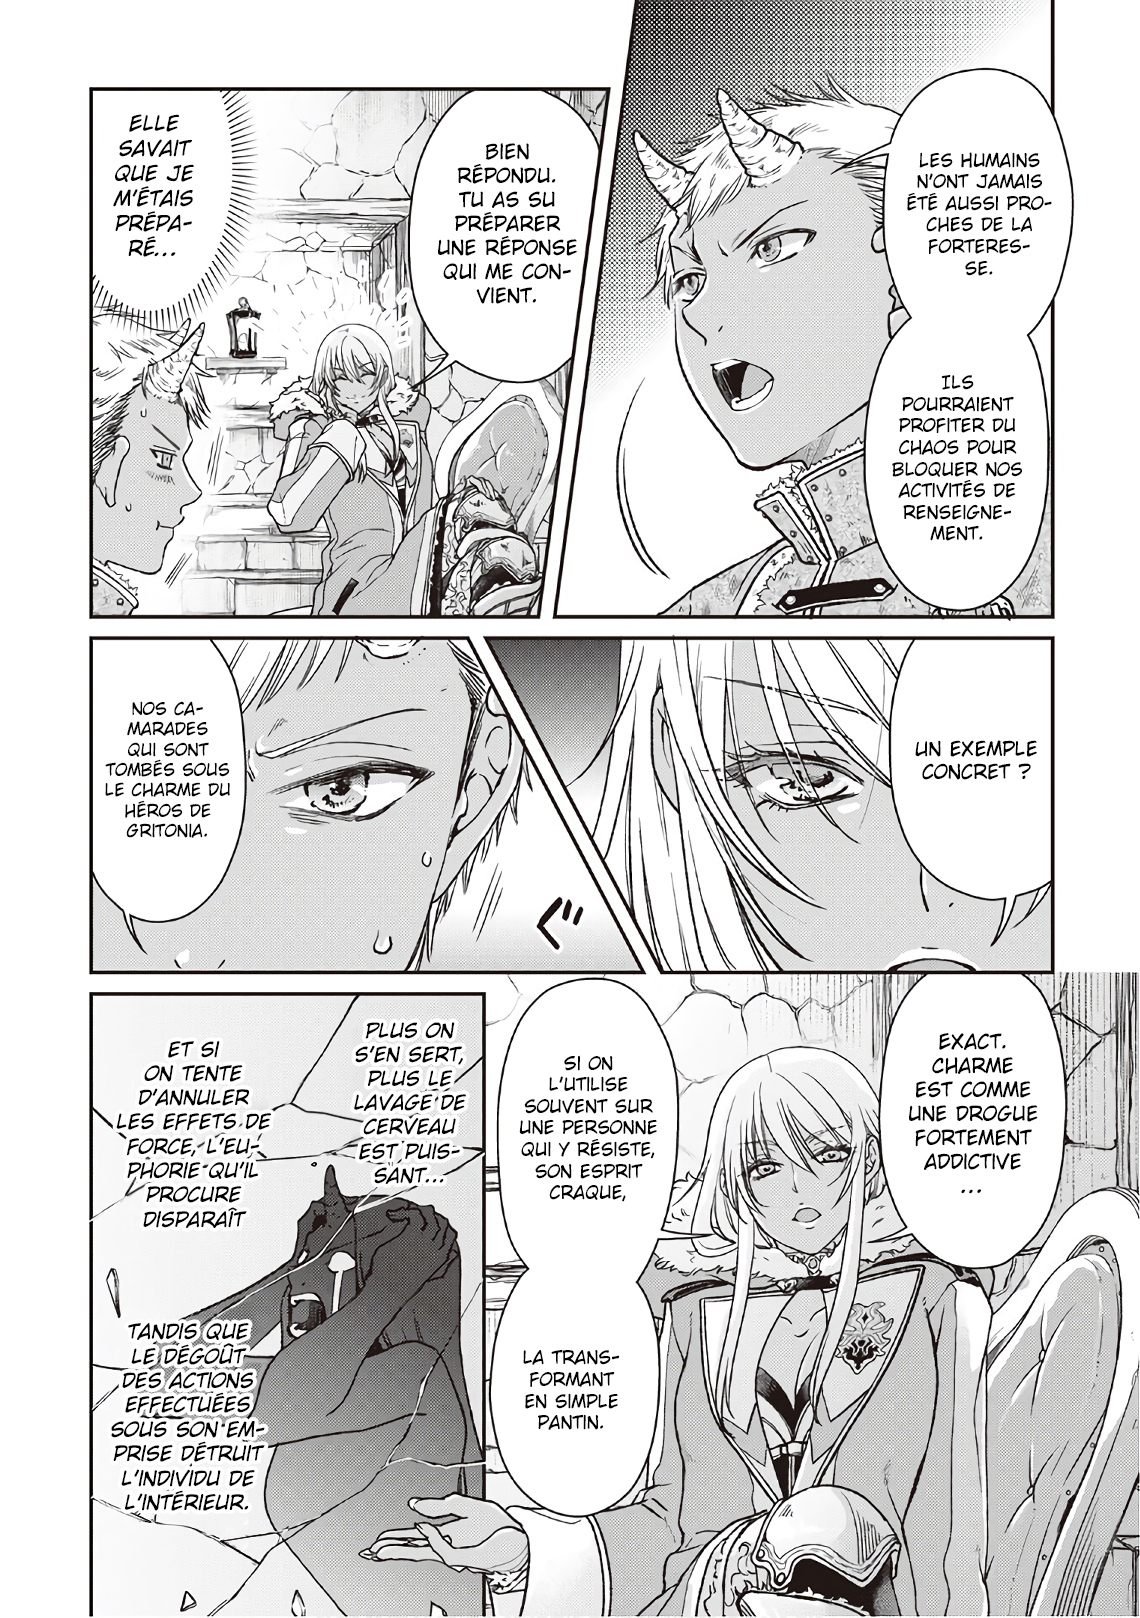 LES HUMAINS
N'ONT JAMAIS
ÉTÉ AUSSI PRO-
CHES DE LA
FORTERES-
SE.
ILS
POURRAIENT
PROFITER DU
CHAOS POUR
BLOQUER NOS
ACTIVITÉS DE
RENSEIGNE-
MENT.
BIEN
RÉPONDU.
TU AS SU
PRÉPARER
UNE RÉPONSE
QUI ME CON-
VIENT.
ELLE
SAVAIT
QUE JE
M'ÉTAIS
PRÉPA-
RÉ...
UN EXEMPLE
CONCRET ?
ぐ"
NOS CA-
MARADES
QUI SONT
TOMBÉS SOUS
LE CHARME DU
HÉROS DE
GRITONIA.
EXACT.
CHARME
EST COMME
UNE DROGUE
FORTEMENT
ADDICTIVE
...
SI ON
L'UTILISE
SOUVENT SUR
UNE PERSONNE
QUI Y RÉSISTE,
SON ESPRIT
CRAQUE,
LA TRANS-
FORMANT
EN SIMPLE
PANTIN.
PLUS ON
S'EN SERT,
PLUS LE
LAVAGE DE
CERVEAU
EST PUIS-
SANT...
ET SI
ON TENTE
D'ANNULER
LES EFFETS DE
FORCE, L'EU-
PHORIE QU'IL
PROCURE
DISPARAÎT
TANDIS QUE
LE DÉGOÛT
DES ACTIONS
EFFECTUÉES
SOUS SON EM-
PRISE DÉTRUIT
L'INDIVIDU DE
L'INTÉRIEUR.